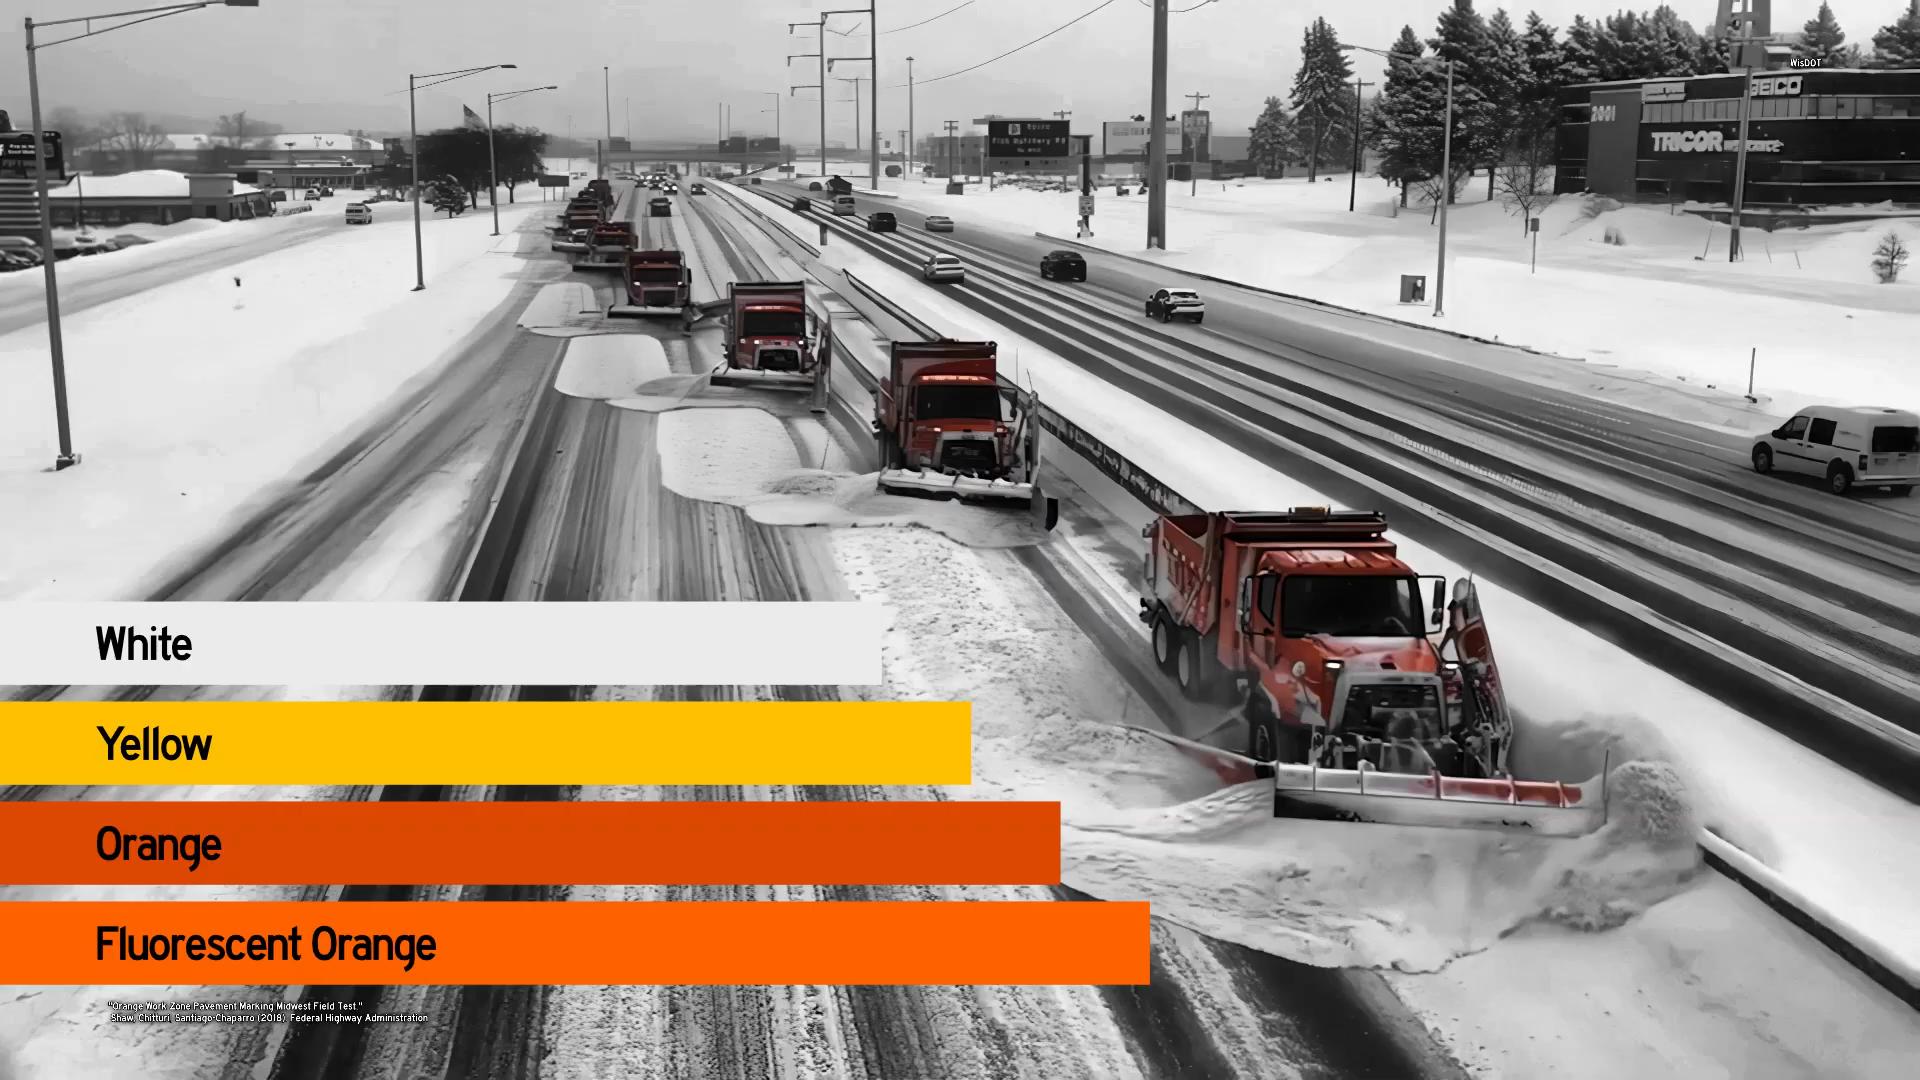 WisDOT
GEICO
2801
TRICOR
White
Yellow
Orange
Fluorescent Orange
"Orange Work Zone Pavement Marking Midwest Field Test."
Shaw, Chitturi, Santiago-Chaparro (2018). Federal Highway Administration